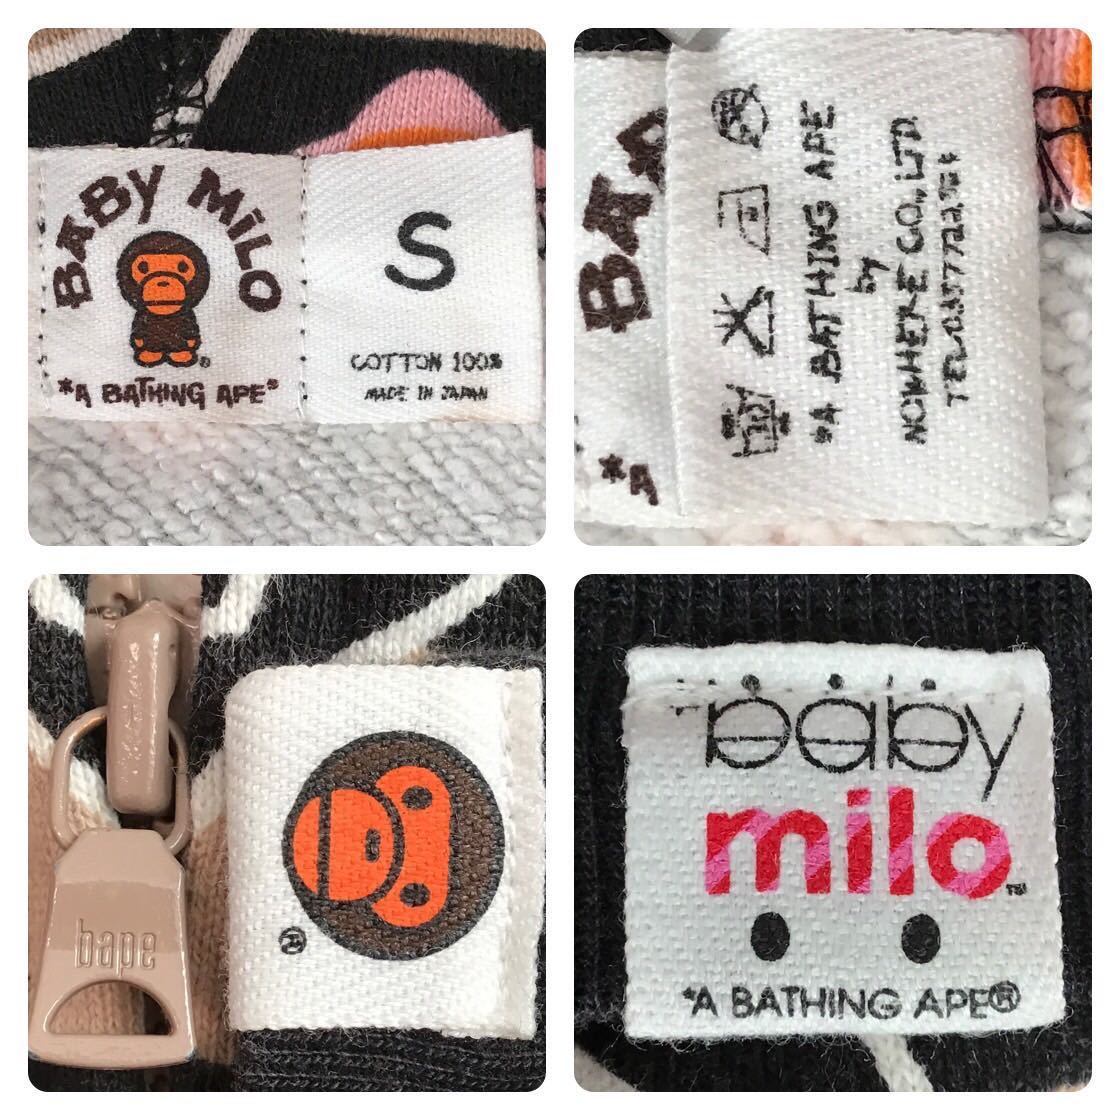 BABY MiLO
®
*A BATHING APE®
S
COTTON 100%
MADE IN JAPAN
BA
*A
*A BATHING APE
by
NOWHERE CO.,LTD.
bape
®
baby
milo™
*A BATHING APE®